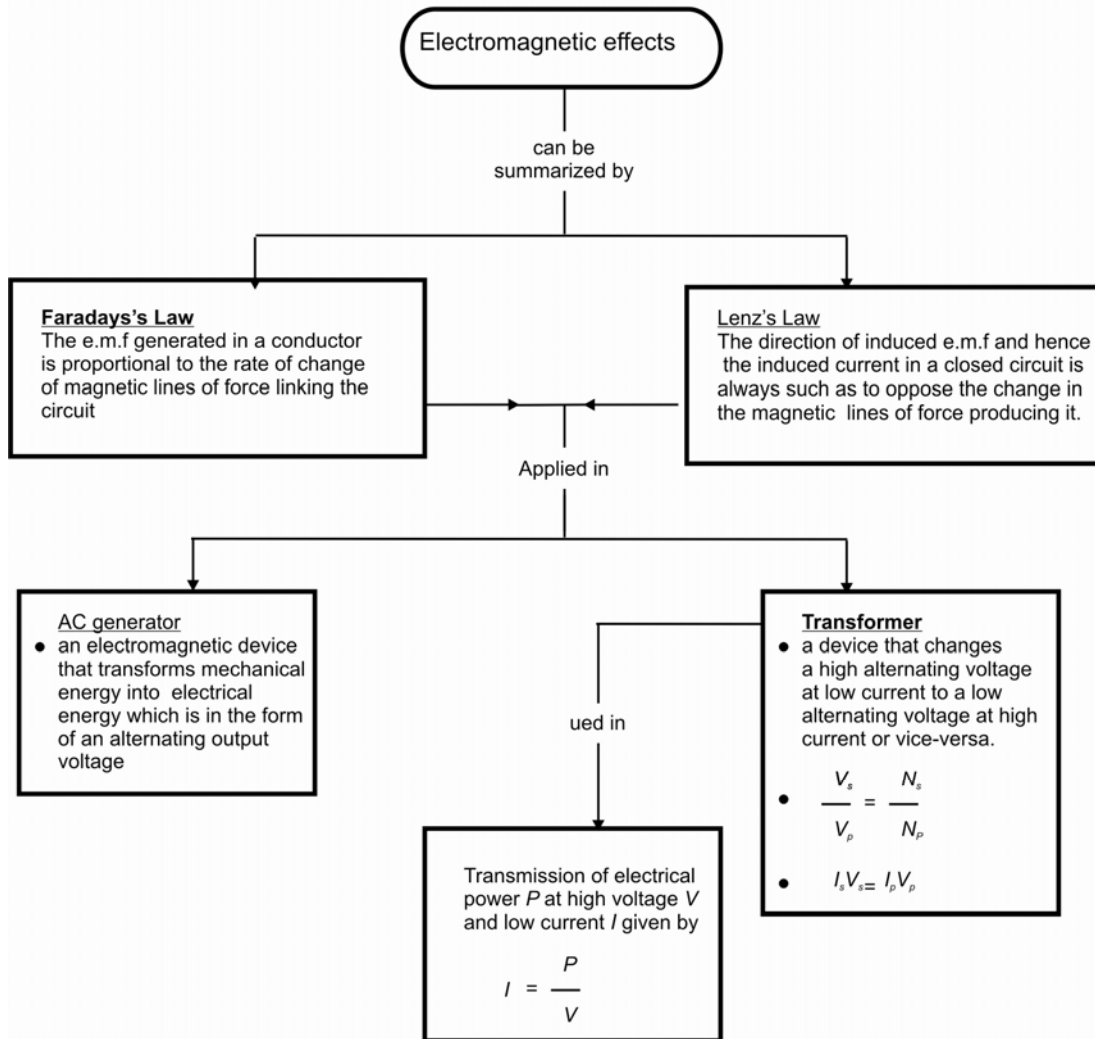 Electromagnetic effects
can be
summarized by
Faradays's Law
The e.m.f generated in a conductor
is proportional to the rate of change
of magnetic lines of force linking the
circuit
Lenz's Law
The direction of induced e.m.f and hence
the induced current in a closed circuit is
always such as to oppose the change in
the magnetic lines of force producing it.
Applied in
AC generator
● an electromagnetic device
that transforms mechanical
energy into electrical
energy which is in the form
of an alternating output
voltage
Transformer
● a device that changes
a high alternating voltage
at low current to a low
alternating voltage at high
current or vice-versa.
● Vs/Vp = Ns/NP
● IsVs= IpVp
ued in
Transmission of electrical
power P at high voltage V
and low current I given by
I = P/V